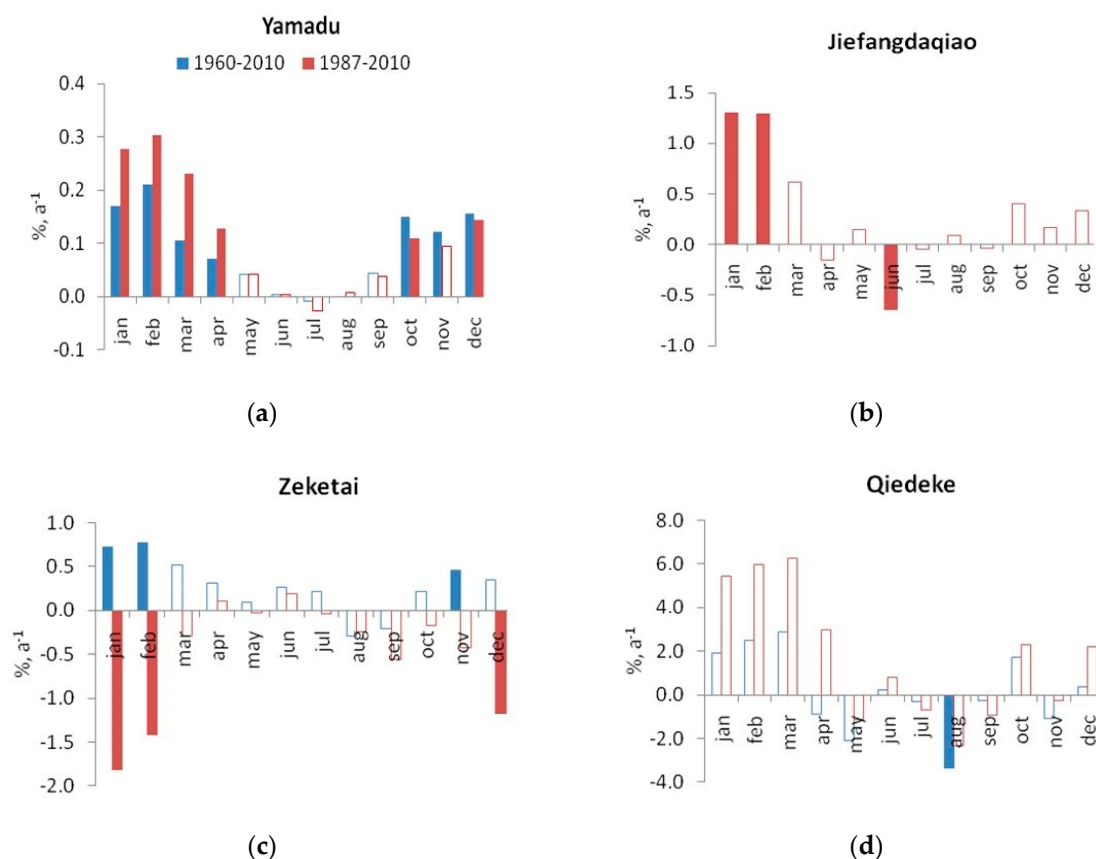 Yamadu
1960-2010 1987-2010
0.4
0.3
0.2
0.1
0.0
-0.1
%, a⁻¹
jan feb mar apr may jun jul aug sep oct nov dec
(a)
Jiefangdaqiao
1.5
1.0
0.5
0.0
-0.5
-1.0
%, a⁻¹
jan feb mar apr may jun jul aug sep oct nov dec
(b)
Zeketai
1.0
0.5
0.0
-0.5
-1.0
-1.5
-2.0
%, a⁻¹
jan feb mar apr may jun jul aug sep oct nov dec
(c)
Qiedeke
8.0
6.0
4.0
2.0
0.0
-2.0
-4.0
%, a⁻¹
jan feb mar apr may jun jul aug sep oct nov dec
(d)